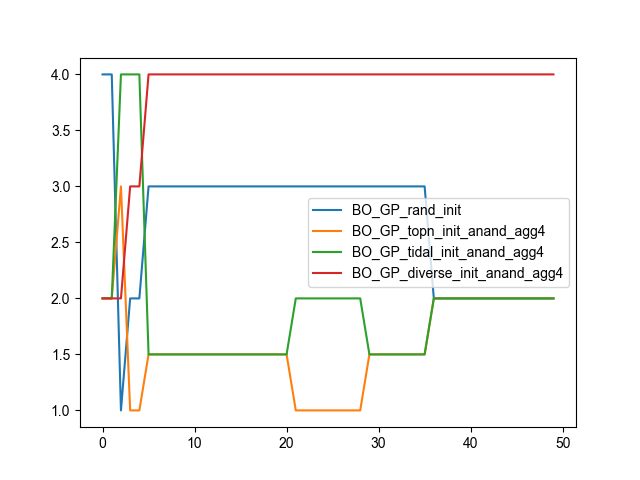 4.0
3.5
3.0
2.5
2.0
1.5
1.0
BO_GP_rand_init
BO_GP_topn_init_anand_agg4
BO_GP_tidal_init_anand_agg4
BO_GP_diverse_init_anand_agg4
0 10 20 30 40 50